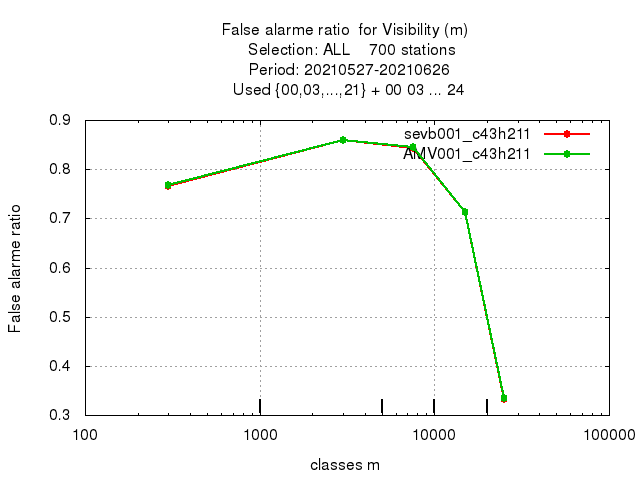 False alarme ratio  for Visibility (m)
Selection: ALL    700 stations
Period: 20210527-20210626
Used {00,03,...,21} + 00 03 ... 24
sevb001_c43h211
AMV001_c43h211
False alarme ratio
0.9
0.8
0.7
0.6
0.5
0.4
0.3
100 1000 10000 100000
classes m